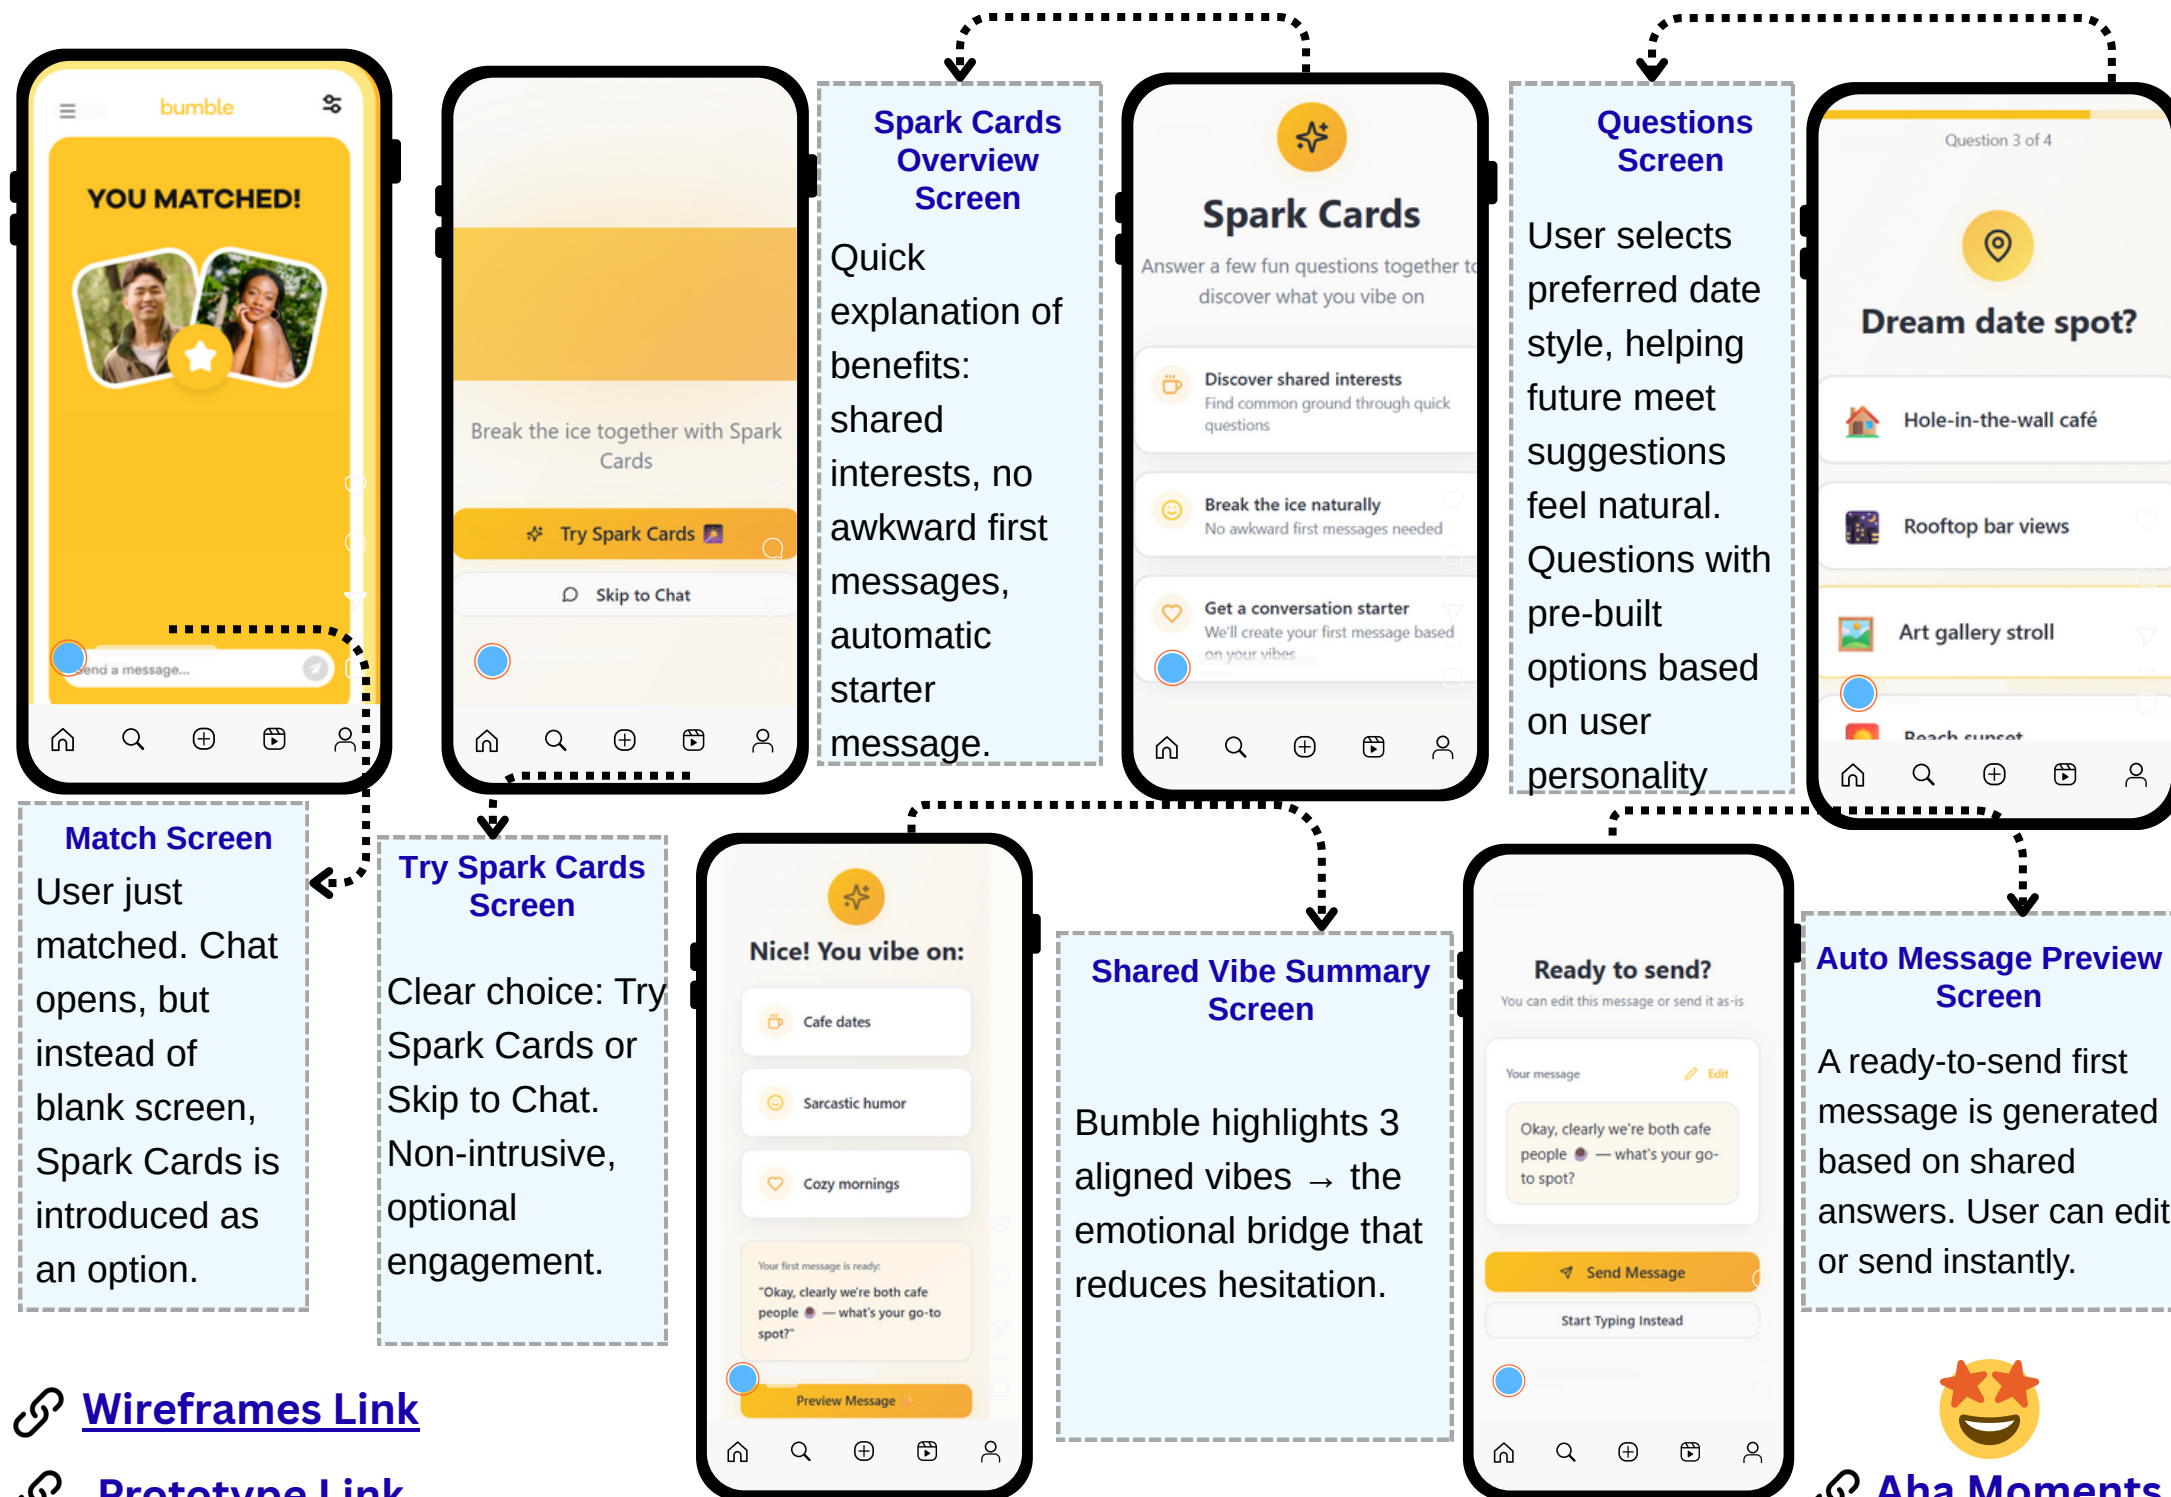 bumble
YOU MATCHED!
Send a message...
Match Screen
User just
matched. Chat
opens, but
instead of
blank screen,
Spark Cards is
introduced as
an option.
Break the ice together with Spark
Cards
Try Spark Cards
Skip to Chat
Try Spark Cards
Screen
Clear choice: Try
Spark Cards or
Skip to Chat.
Non-intrusive,
optional
engagement.
Spark Cards
Overview
Screen
Quick
explanation of
benefits:
shared
interests, no
awkward first
messages,
automatic
starter
message.
Spark Cards
Answer a few fun questions together to
discover what you vibe on
Discover shared interests
Find common ground through quick
questions
Break the ice naturally
No awkward first messages needed
Get a conversation starter
We'll create your first message based
on your vibes
Questions
Screen
User selects
preferred date
style, helping
future meet
suggestions
feel natural.
Questions with
pre-built
options based
on user
personality
Question 3 of 4
Dream date spot?
Hole-in-the-wall café
Rooftop bar views
Art gallery stroll
Beach sunset
Nice! You vibe on:
Cafe dates
Sarcastic humor
Cozy mornings
Your first message is ready:
"Okay, clearly we're both cafe
people — what's your go-to
spot?"
Preview Message
Shared Vibe Summary
Screen
Bumble highlights 3
aligned vibes → the
emotional bridge that
reduces hesitation.
Ready to send?
You can edit this message or send it as-is
Your message
Edit
Okay, clearly we're both cafe
people — what's your go-
to spot?
Send Message
Start Typing Instead
Auto Message Preview
Screen
A ready-to-send first
message is generated
based on shared
answers. User can edit
or send instantly.
Wireframes Link
Prototype Link
Aha Moments